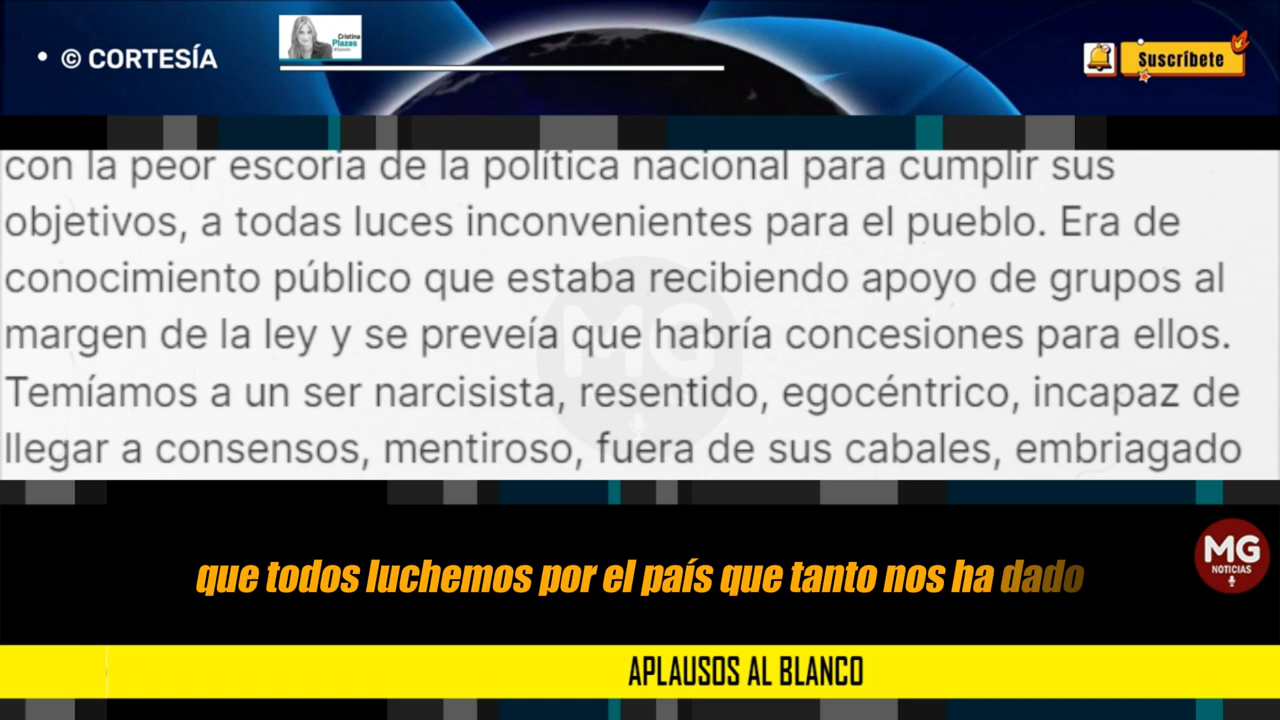 • © CORTESÍA
Cristina
Plazas
Suscríbete
con la peor escoria de la política nacional para cumplir sus
objetivos, a todas luces inconvenientes para el pueblo. Era de
conocimiento público que estaba recibiendo apoyo de grupos al
margen de la ley y se preveía que habría concesiones para ellos.
Temíamos a un ser narcisista, resentido, egocéntrico, incapaz de
llegar a consensos, mentiroso, fuera de sus cabales, embriagado
MG
que todos luchemos por el país que tanto nos ha dado
MG
NOTICIAS
APLAUSOS AL BLANCO